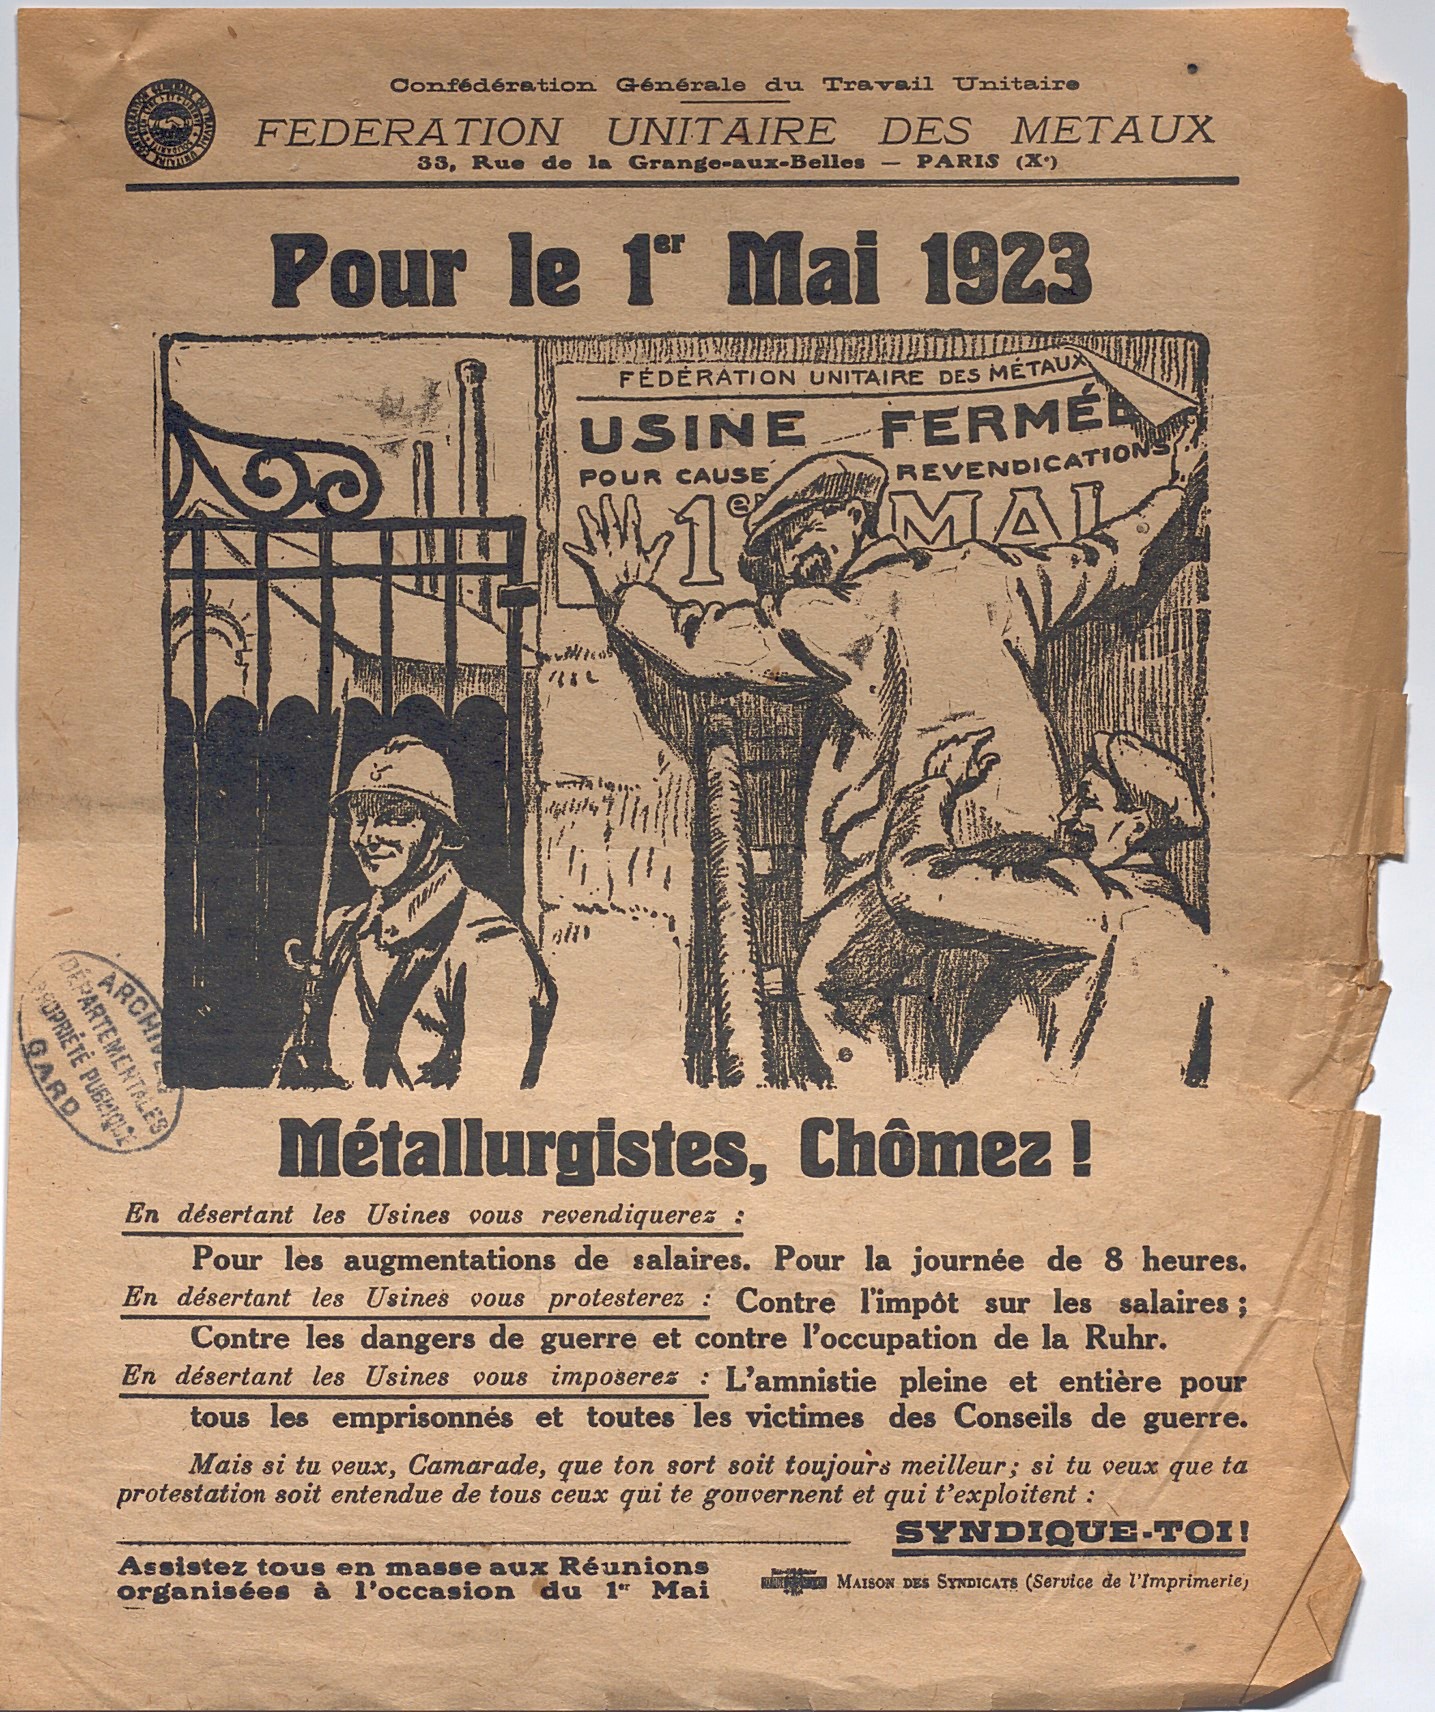 Confédération Générale du Travail Unitaire
FEDERATION UNITAIRE DES METAUX
33, Rue de la Grange-aux-Belles — PARIS (Xe)
Pour le 1er Mai 1923
FÉDÉRATION UNITAIRE DES MÉTAUX
USINE FERMÉE
POUR CAUSE REVENDICATIONS
1er MAI
ARCHIVES
DÉPARTEMENTALES
PROPRIÉTÉ PUBLIQUE
GARD
Métallurgistes, Chômez !
En désertant les Usines vous revendiquerez :
Pour les augmentations de salaires. Pour la journée de 8 heures.
En désertant les Usines vous protesterez : Contre l'impôt sur les salaires ;
Contre les dangers de guerre et contre l'occupation de la Ruhr.
En désertant les Usines vous imposerez : L'amnistie pleine et entière pour
tous les emprisonnés et toutes les victimes des Conseils de guerre.
Mais si tu veux, Camarade, que ton sort soit toujours meilleur ; si tu veux que ta
protestation soit entendue de tous ceux qui te gouvernent et qui t'exploitent :
SYNDIQUE-TOI !
Assistez tous en masse aux Réunions
organisées à l'occasion du 1er Mai
MAISON DES SYNDICATS (Service de l'Imprimerie)